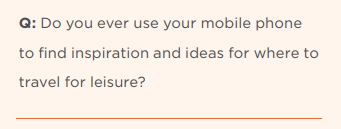 Q: Do you ever use your mobile phone
to find inspiration and ideas for where to
travel for leisure?